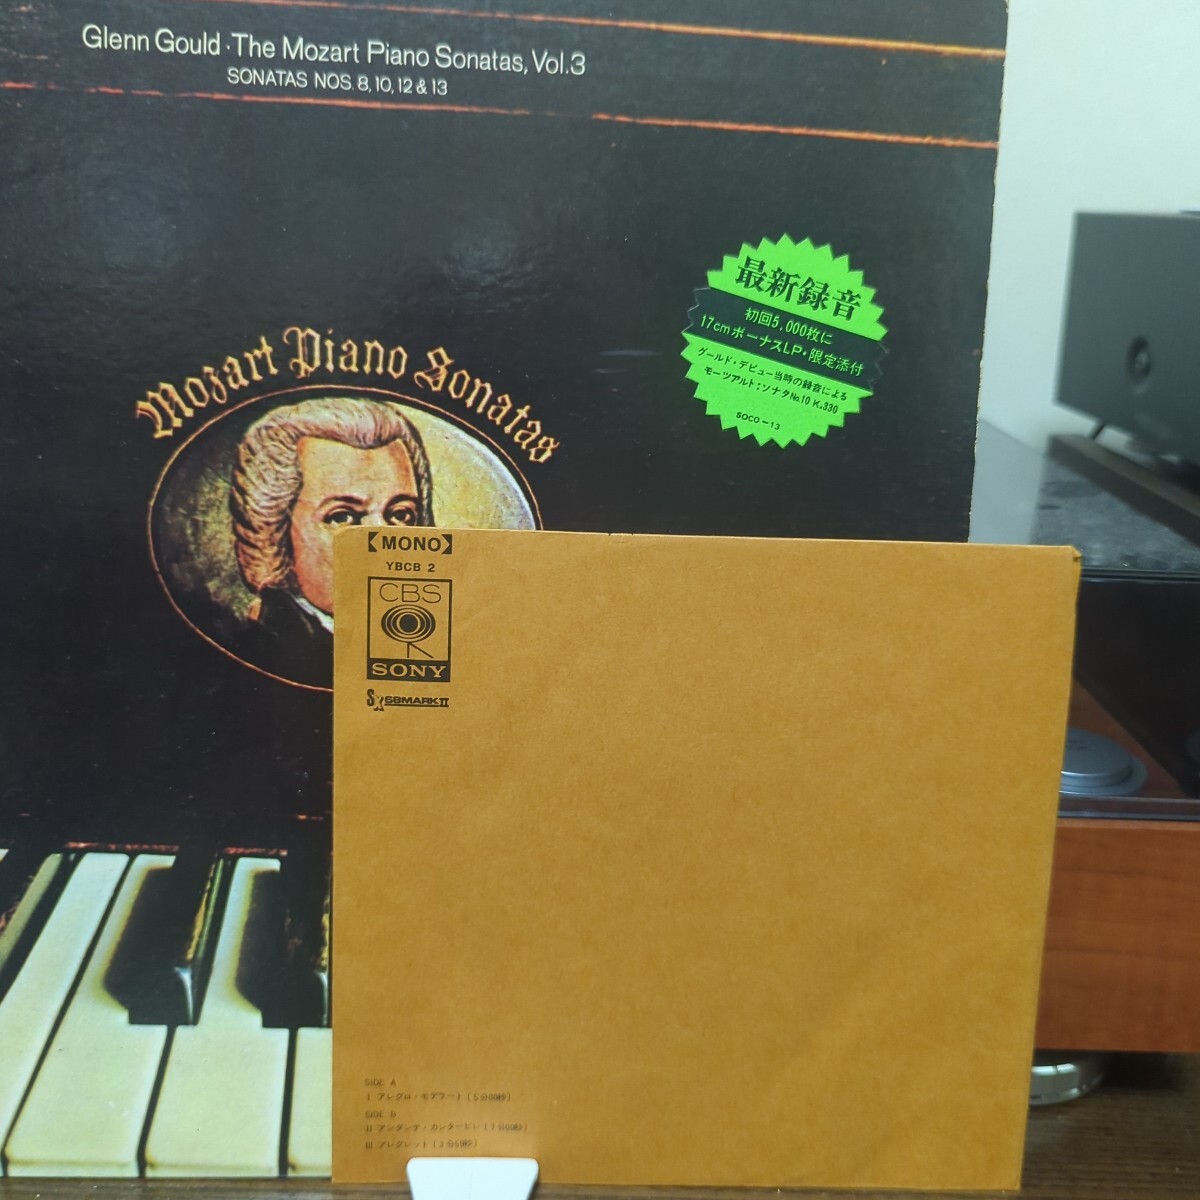 Glenn Gould · The Mozart Piano Sonatas, Vol.3
SONATAS NOS. 8, 10, 12 & 13
最新録音
初回5,000枚に
17cmボーナスLP・限定添付
グールド・デビュー当時の録音による
モーツアルト:ソナタNo.10 K.330
SOCO-13
Mozart Piano Sonatas
【MONO】
YBCB 2
CBS
SONY
SX68MARKII
SIDE A
I アレグロ・モデラート
SIDE B
II アンダンテ・カンタービレ
III アレグレット